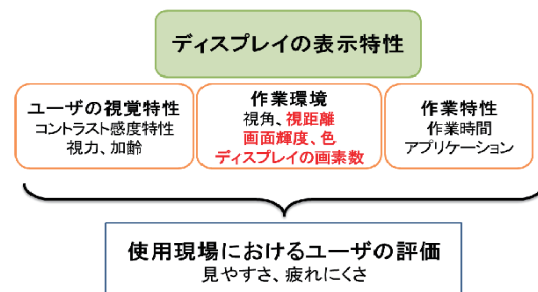 ディスプレイの表示特性
ユーザの視覚特性
コントラスト感度特性
視力、加齢
作業環境
視角、視距離
画面輝度、色
ディスプレイの画素数
作業特性
作業時間
アプリケーション
使用現場におけるユーザの評価
見やすさ、疲れにくさ